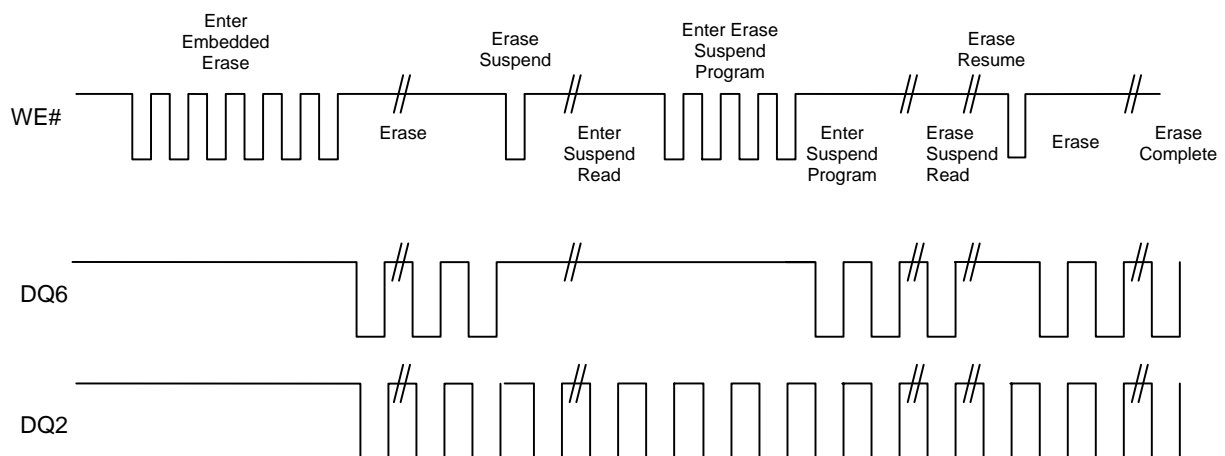 Enter
Embedded
Erase
Erase
Suspend
Enter Erase
Suspend
Program
Erase
Resume
WE#
Erase
Enter
Suspend
Read
Enter
Suspend
Program
Erase
Suspend
Read
Erase
Erase
Complete
DQ6
DQ2